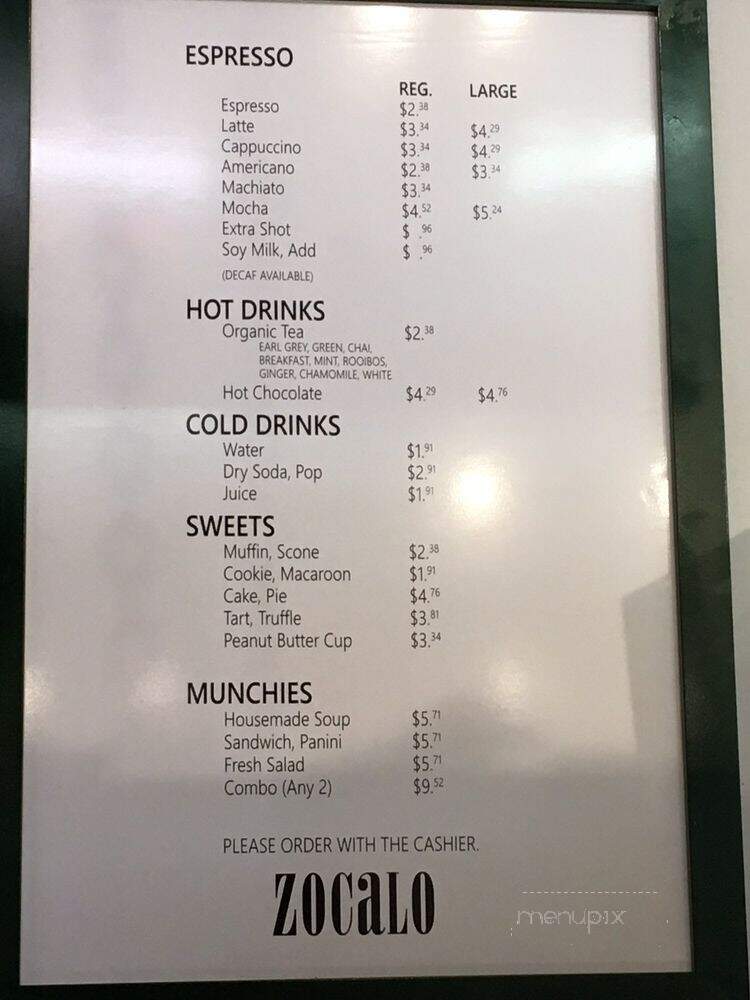 ESPRESSO
REG. LARGE
Espresso $2.38
Latte $3.34 $4.29
Cappuccino $3.34 $4.29
Americano $2.38 $3.34
Machiato $3.34
Mocha $4.52 $5.24
Extra Shot $ .96
Soy Milk, Add $ .96
(DECAF AVAILABLE)
HOT DRINKS
Organic Tea $2.38
EARL GREY, GREEN, CHAI,
BREAKFAST, MINT, ROOIBOS,
GINGER, CHAMOMILE, WHITE
Hot Chocolate $4.29 $4.76
COLD DRINKS
Water $1.91
Dry Soda, Pop $2.91
Juice $1.91
SWEETS
Muffin, Scone $2.38
Cookie, Macaroon $1.91
Cake, Pie $4.76
Tart, Truffle $3.81
Peanut Butter Cup $3.34
MUNCHIES
Housemade Soup $5.71
Sandwich, Panini $5.71
Fresh Salad $5.71
Combo (Any 2) $9.52
PLEASE ORDER WITH THE CASHIER.
ZOCaLO
menupix